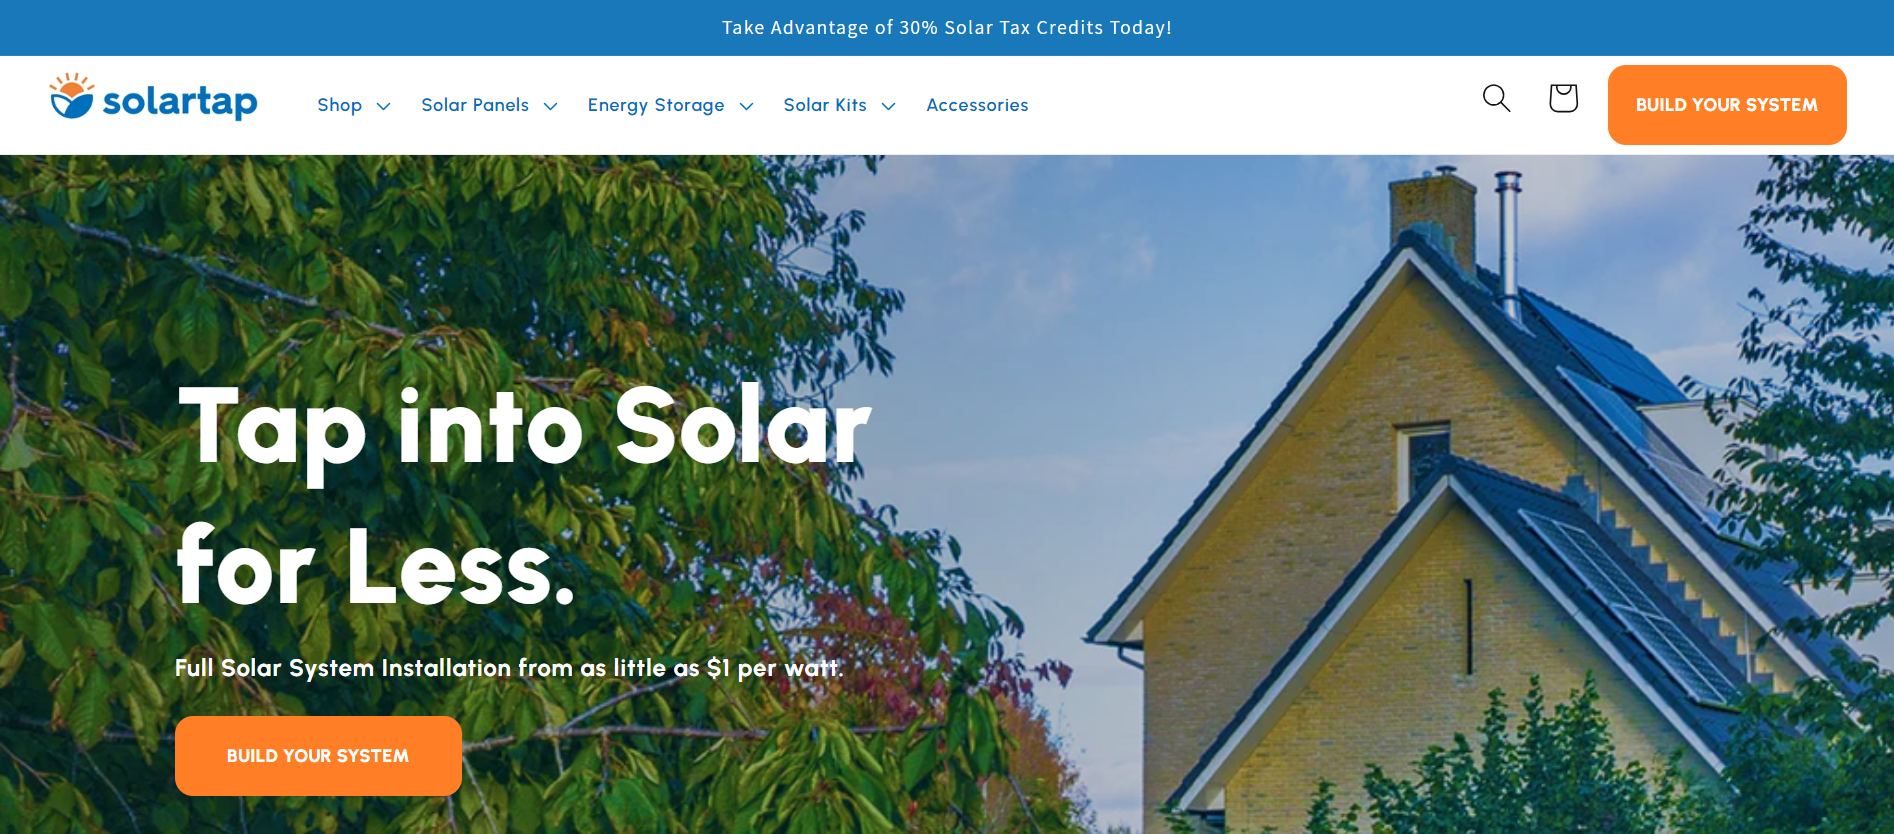 Take Advantage of 30% Solar Tax Credits Today!
solartap
Shop
Solar Panels
Energy Storage
Solar Kits
Accessories
BUILD YOUR SYSTEM
Tap into Solar
for Less.
Full Solar System Installation from as little as $1 per watt.
BUILD YOUR SYSTEM